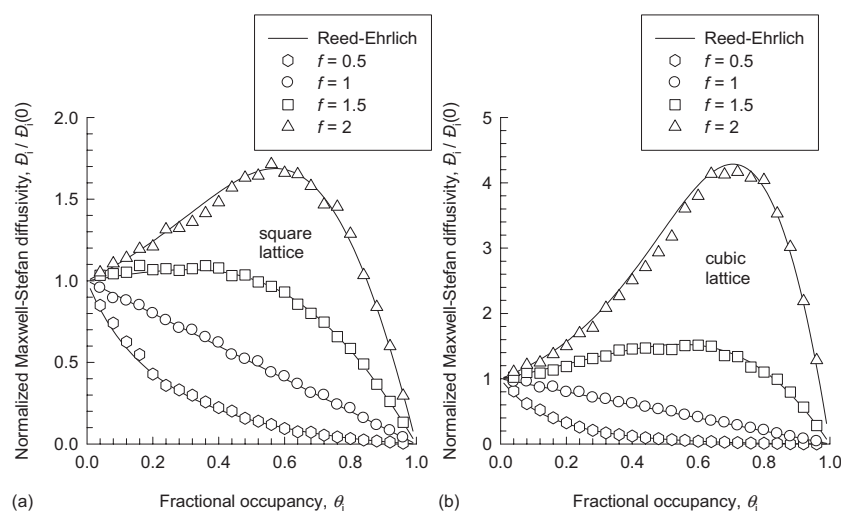 Reed-Ehrlich
f = 0.5
f = 1
f = 1.5
f = 2
Normalized Maxwell-Stefan diffusivity, Đi / Đi(0)
2.0
1.5
1.0
0.5
0.0
square
lattice
0.0 0.2 0.4 0.6 0.8 1.0
(a) Fractional occupancy, θi
Reed-Ehrlich
f = 0.5
f = 1
f = 1.5
f = 2
Normalized Maxwell-Stefan diffusivity, Đi / Đi(0)
5
4
3
2
1
0
cubic
lattice
0.0 0.2 0.4 0.6 0.8 1.0
(b) Fractional occupancy, θi